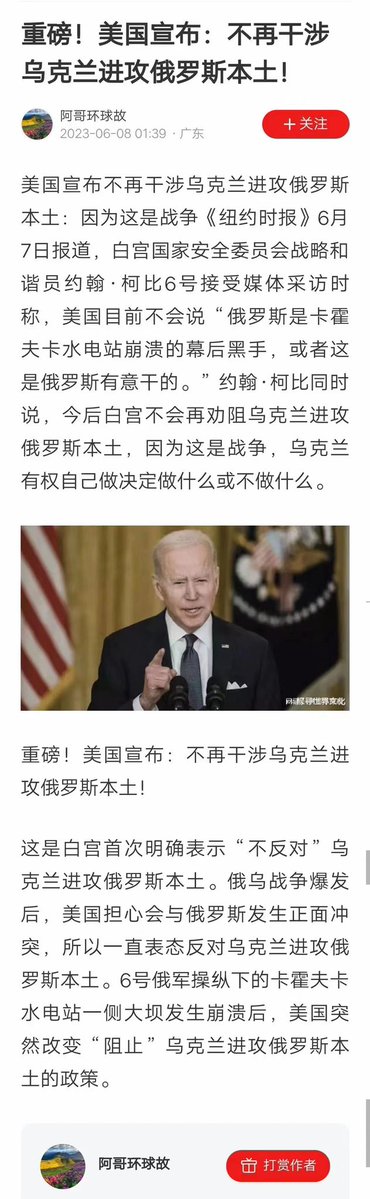 重磅！美国宣布：不再干涉
乌克兰进攻俄罗斯本土！
阿哥环球故
2023-06-08 01:39 · 广东
＋关注
美国宣布不再干涉乌克兰进攻俄罗斯
本土：因为这是战争《纽约时报》6月
7日报道，白宫国家安全委员会战略和
谐员约翰·柯比6号接受媒体采访时
称，美国目前不会说“俄罗斯是卡霍
夫卡水电站崩溃的幕后黑手，或者这
是俄罗斯有意干的。”约翰·柯比同时
说，今后白宫不会再劝阻乌克兰进攻
俄罗斯本土，因为这是战争，乌克兰
有权自己做决定做什么或不做什么。
重磅！美国宣布：不再干涉乌克兰进
攻俄罗斯本土！
这是白宫首次明确表示“不反对”乌
克兰进攻俄罗斯本土。俄乌战争爆发
后，美国担心会与俄罗斯发生正面冲
突，所以一直表态反对乌克兰进攻俄
罗斯本土。6号俄军操纵下的卡霍夫卡
水电站一侧大坝发生崩溃后，美国突
然改变“阻止”乌克兰进攻俄罗斯本
土的政策。
阿哥环球故
打赏作者